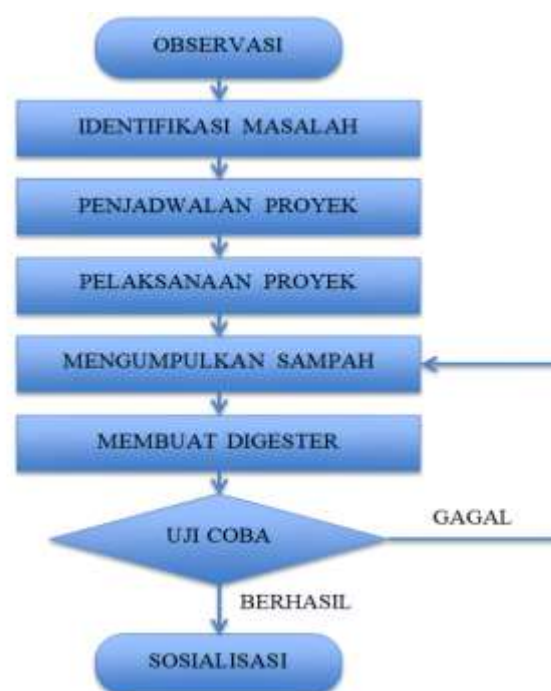 OBSERVASI
IDENTIFIKASI MASALAH
PENJADWALAN PROYEK
PELAKSANAAN PROYEK
MENGUMPULKAN SAMPAH
MEMBUAT DIGESTER
UJI COBA
GAGAL
BERHASIL
SOSIALISASI